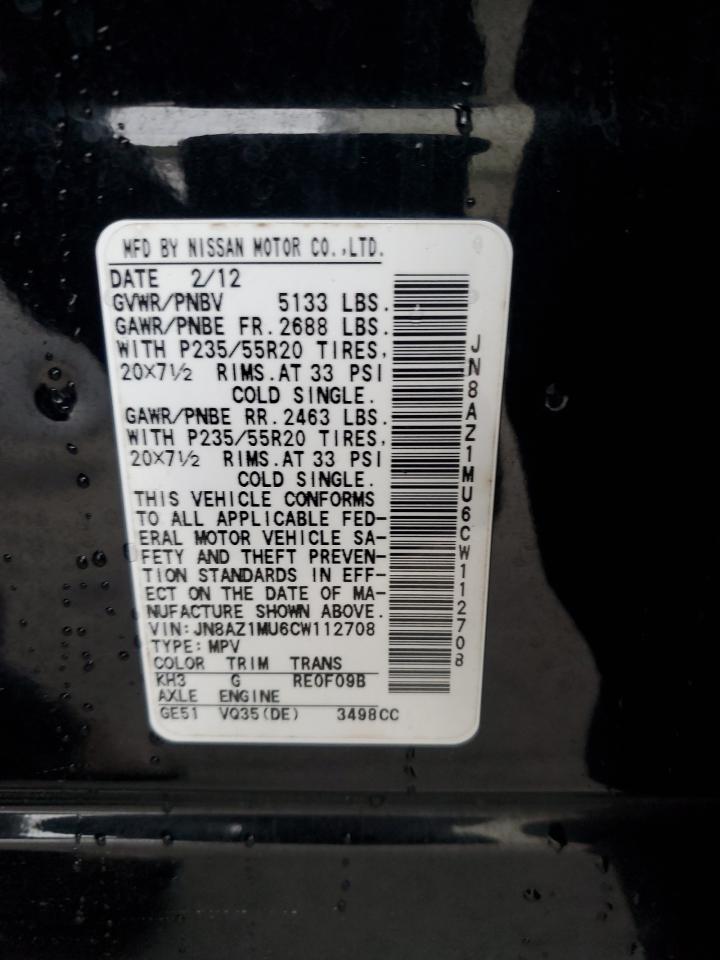 MFD BY NISSAN MOTOR CO.,LTD.
DATE 2/12
GVWR/PNBV 5133 LBS.
GAWR/PNBE FR. 2688 LBS.
WITH P235/55R20 TIRES,
20X7½ RIMS.AT 33 PSI
COLD SINGLE.
GAWR/PNBE RR. 2463 LBS.
WITH P235/55R20 TIRES,
20X7½ RIMS.AT 33 PSI
COLD SINGLE.
THIS VEHICLE CONFORMS
TO ALL APPLICABLE FED-
ERAL MOTOR VEHICLE SA-
FETY AND THEFT PREVEN-
TION STANDARDS IN EFF-
ECT ON THE DATE OF MA-
NUFACTURE SHOWN ABOVE.
VIN:JN8AZ1MU6CW112708
TYPE:MPV
COLOR TRIM TRANS
KH3 G RE0F09B
AXLE ENGINE
GE51 VQ35(DE) 3498CC
JN8AZ1MU6CW112708